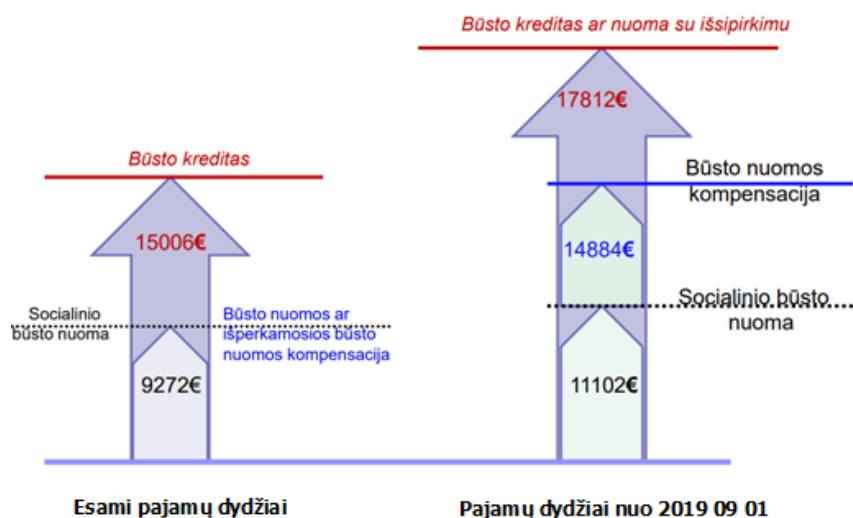 Būsto kreditas
15006€
Socialinio
būsto nuoma
Būsto nuomos ar
išperkamosios būsto
nuomos kompensacija
9272€
Esami pajamų dydžiai
Būsto kreditas ar nuoma su išsipirkimu
17812€
Būsto nuomos
kompensacija
14884€
Socialinio būsto
nuoma
11102€
Pajamų dydžiai nuo 2019 09 01